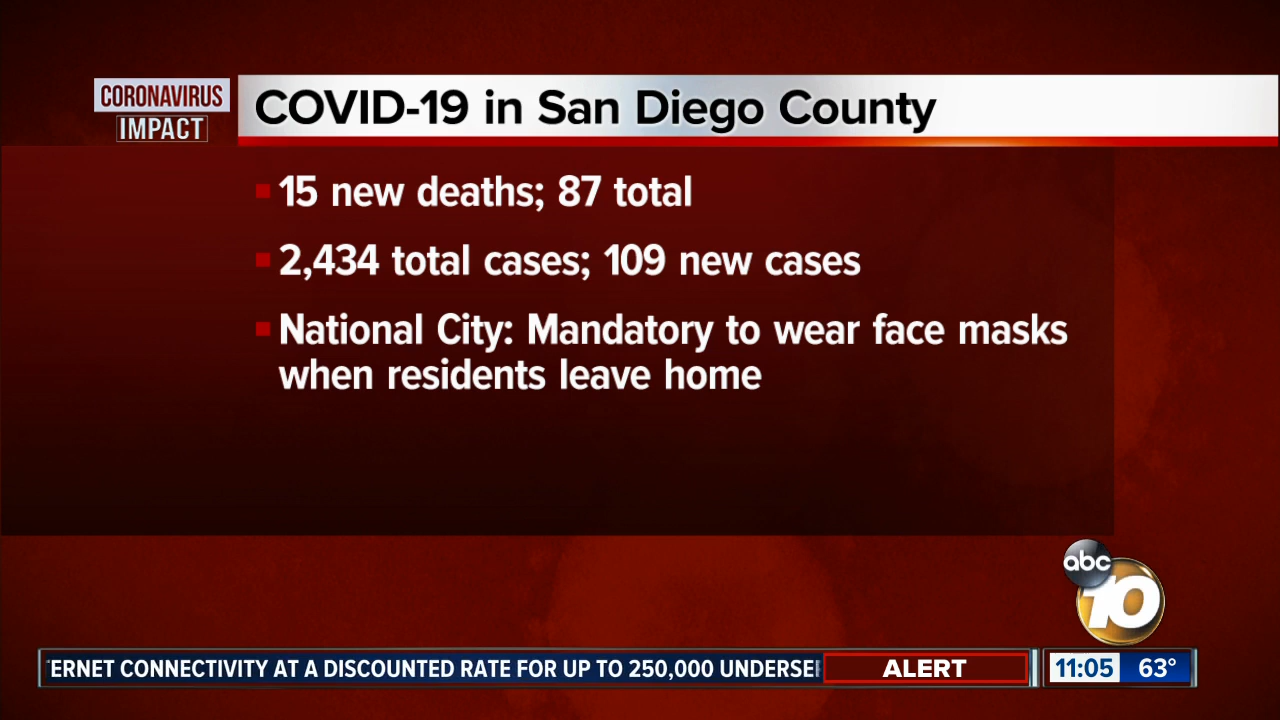 CORONAVIRUS
IMPACT
COVID-19 in San Diego County
15 new deaths; 87 total
2,434 total cases; 109 new cases
National City: Mandatory to wear face masks
when residents leave home
abc
10
ERNET CONNECTIVITY AT A DISCOUNTED RATE FOR UP TO 250,000 UNDERSE
ALERT
11:05 63°